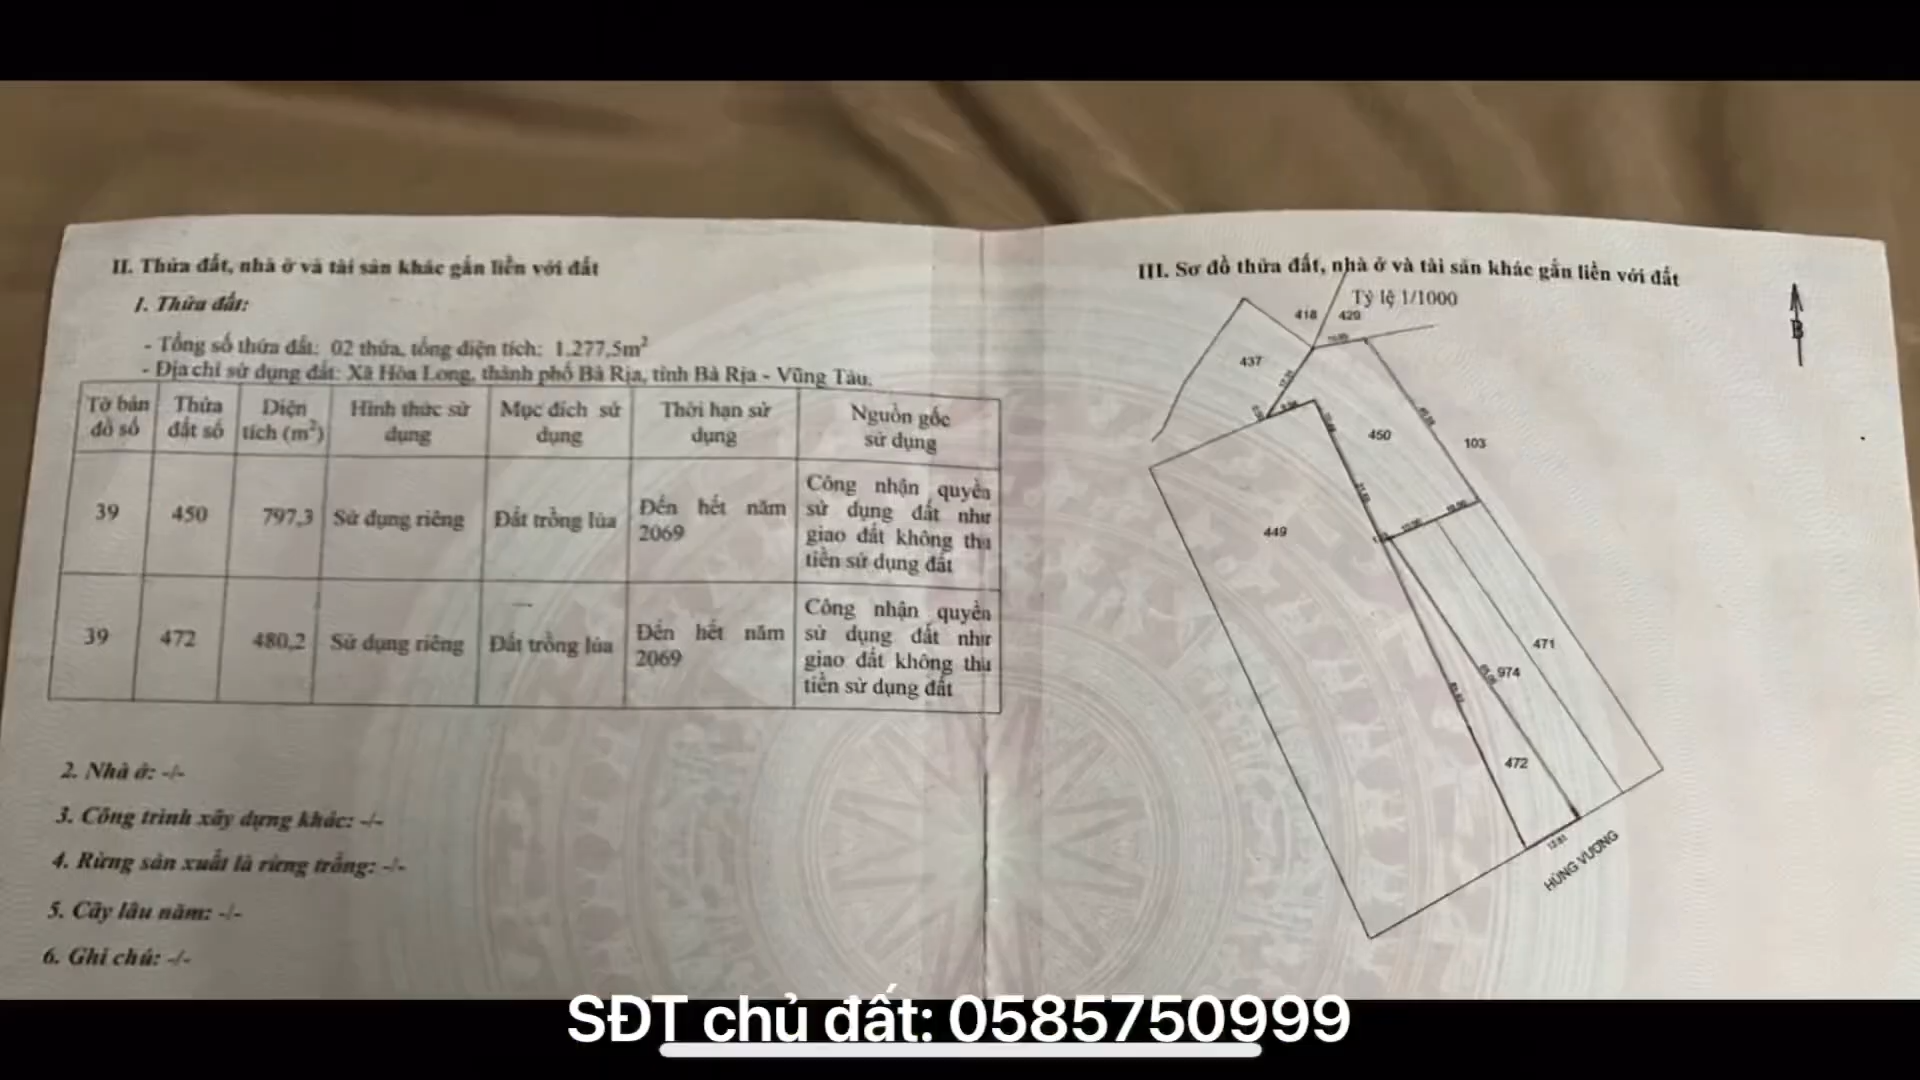 II. Thửa đất, nhà ở và tài sản khác gắn liền với đất
1. Thửa đất:
- Tổng số thửa đất: 02 thửa, tổng diện tích: 1.277,5m²
- Địa chỉ sử dụng đất: Xã Hòa Long, thành phố Bà Rịa, tỉnh Bà Rịa - Vũng Tàu.
Tờ bản đồ số | Thửa đất số | Diện tích (m²) | Hình thức sử dụng | Mục đích sử dụng | Thời hạn sử dụng | Nguồn gốc sử dụng
39 | 450 | 797,3 | Sử dụng riêng | Đất trồng lúa | Đến hết năm 2069 | Công nhận quyền sử dụng đất như giao đất không thu tiền sử dụng đất
39 | 472 | 480,2 | Sử dụng riêng | Đất trồng lúa | Đến hết năm 2069 | Công nhận quyền sử dụng đất như giao đất không thu tiền sử dụng đất
2. Nhà ở: -/-
3. Công trình xây dựng khác: -/-
4. Rừng sản xuất là rừng trồng: -/-
5. Cây lâu năm: -/-
6. Ghi chú: -/-
III. Sơ đồ thửa đất, nhà ở và tài sản khác gắn liền với đất
Tỷ lệ 1/1000
B
418
429
437
450
103
449
471
974
472
HÙNG VƯƠNG
SĐT chủ đất: 0585750999